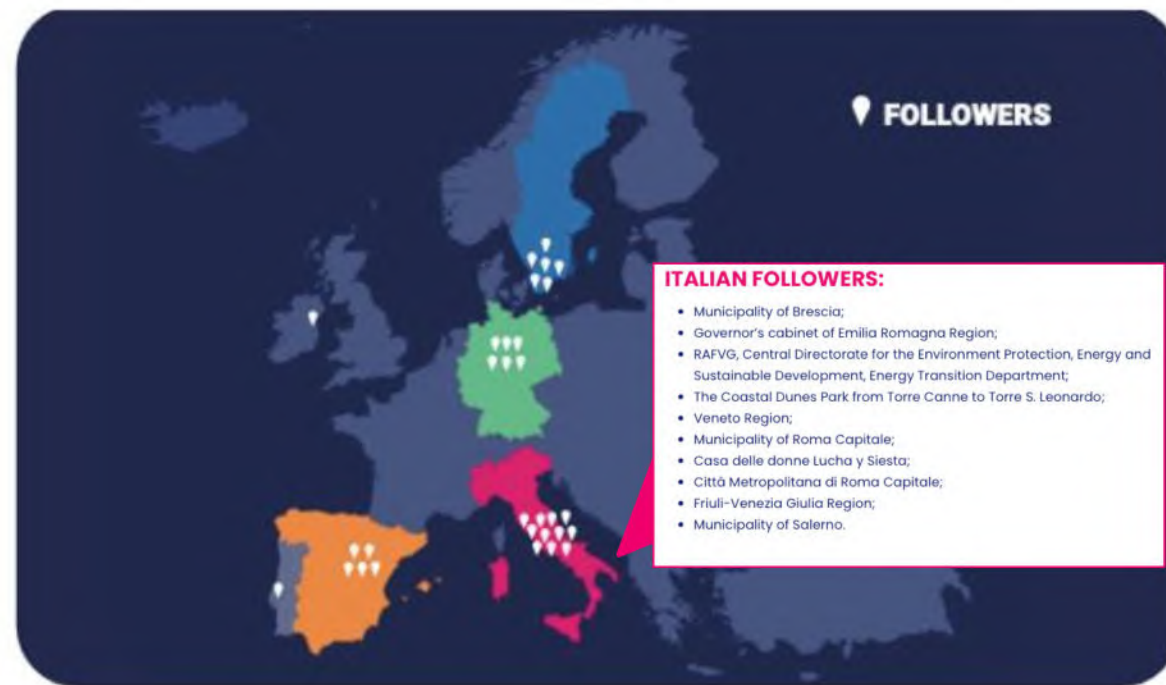 FOLLOWERS
ITALIAN FOLLOWERS:
• Municipality of Brescia;
• Governor's cabinet of Emilia Romagna Region;
• RAFVG, Central Directorate for the Environment Protection, Energy and
Sustainable Development, Energy Transition Department;
• The Coastal Dunes Park from Torre Canne to Torre S. Leonardo;
• Veneto Region;
• Municipality of Roma Capitale;
• Casa delle donne Lucha y Siesta;
• Città Metropolitana di Roma Capitale;
• Friuli-Venezia Giulia Region;
• Municipality of Salerno.